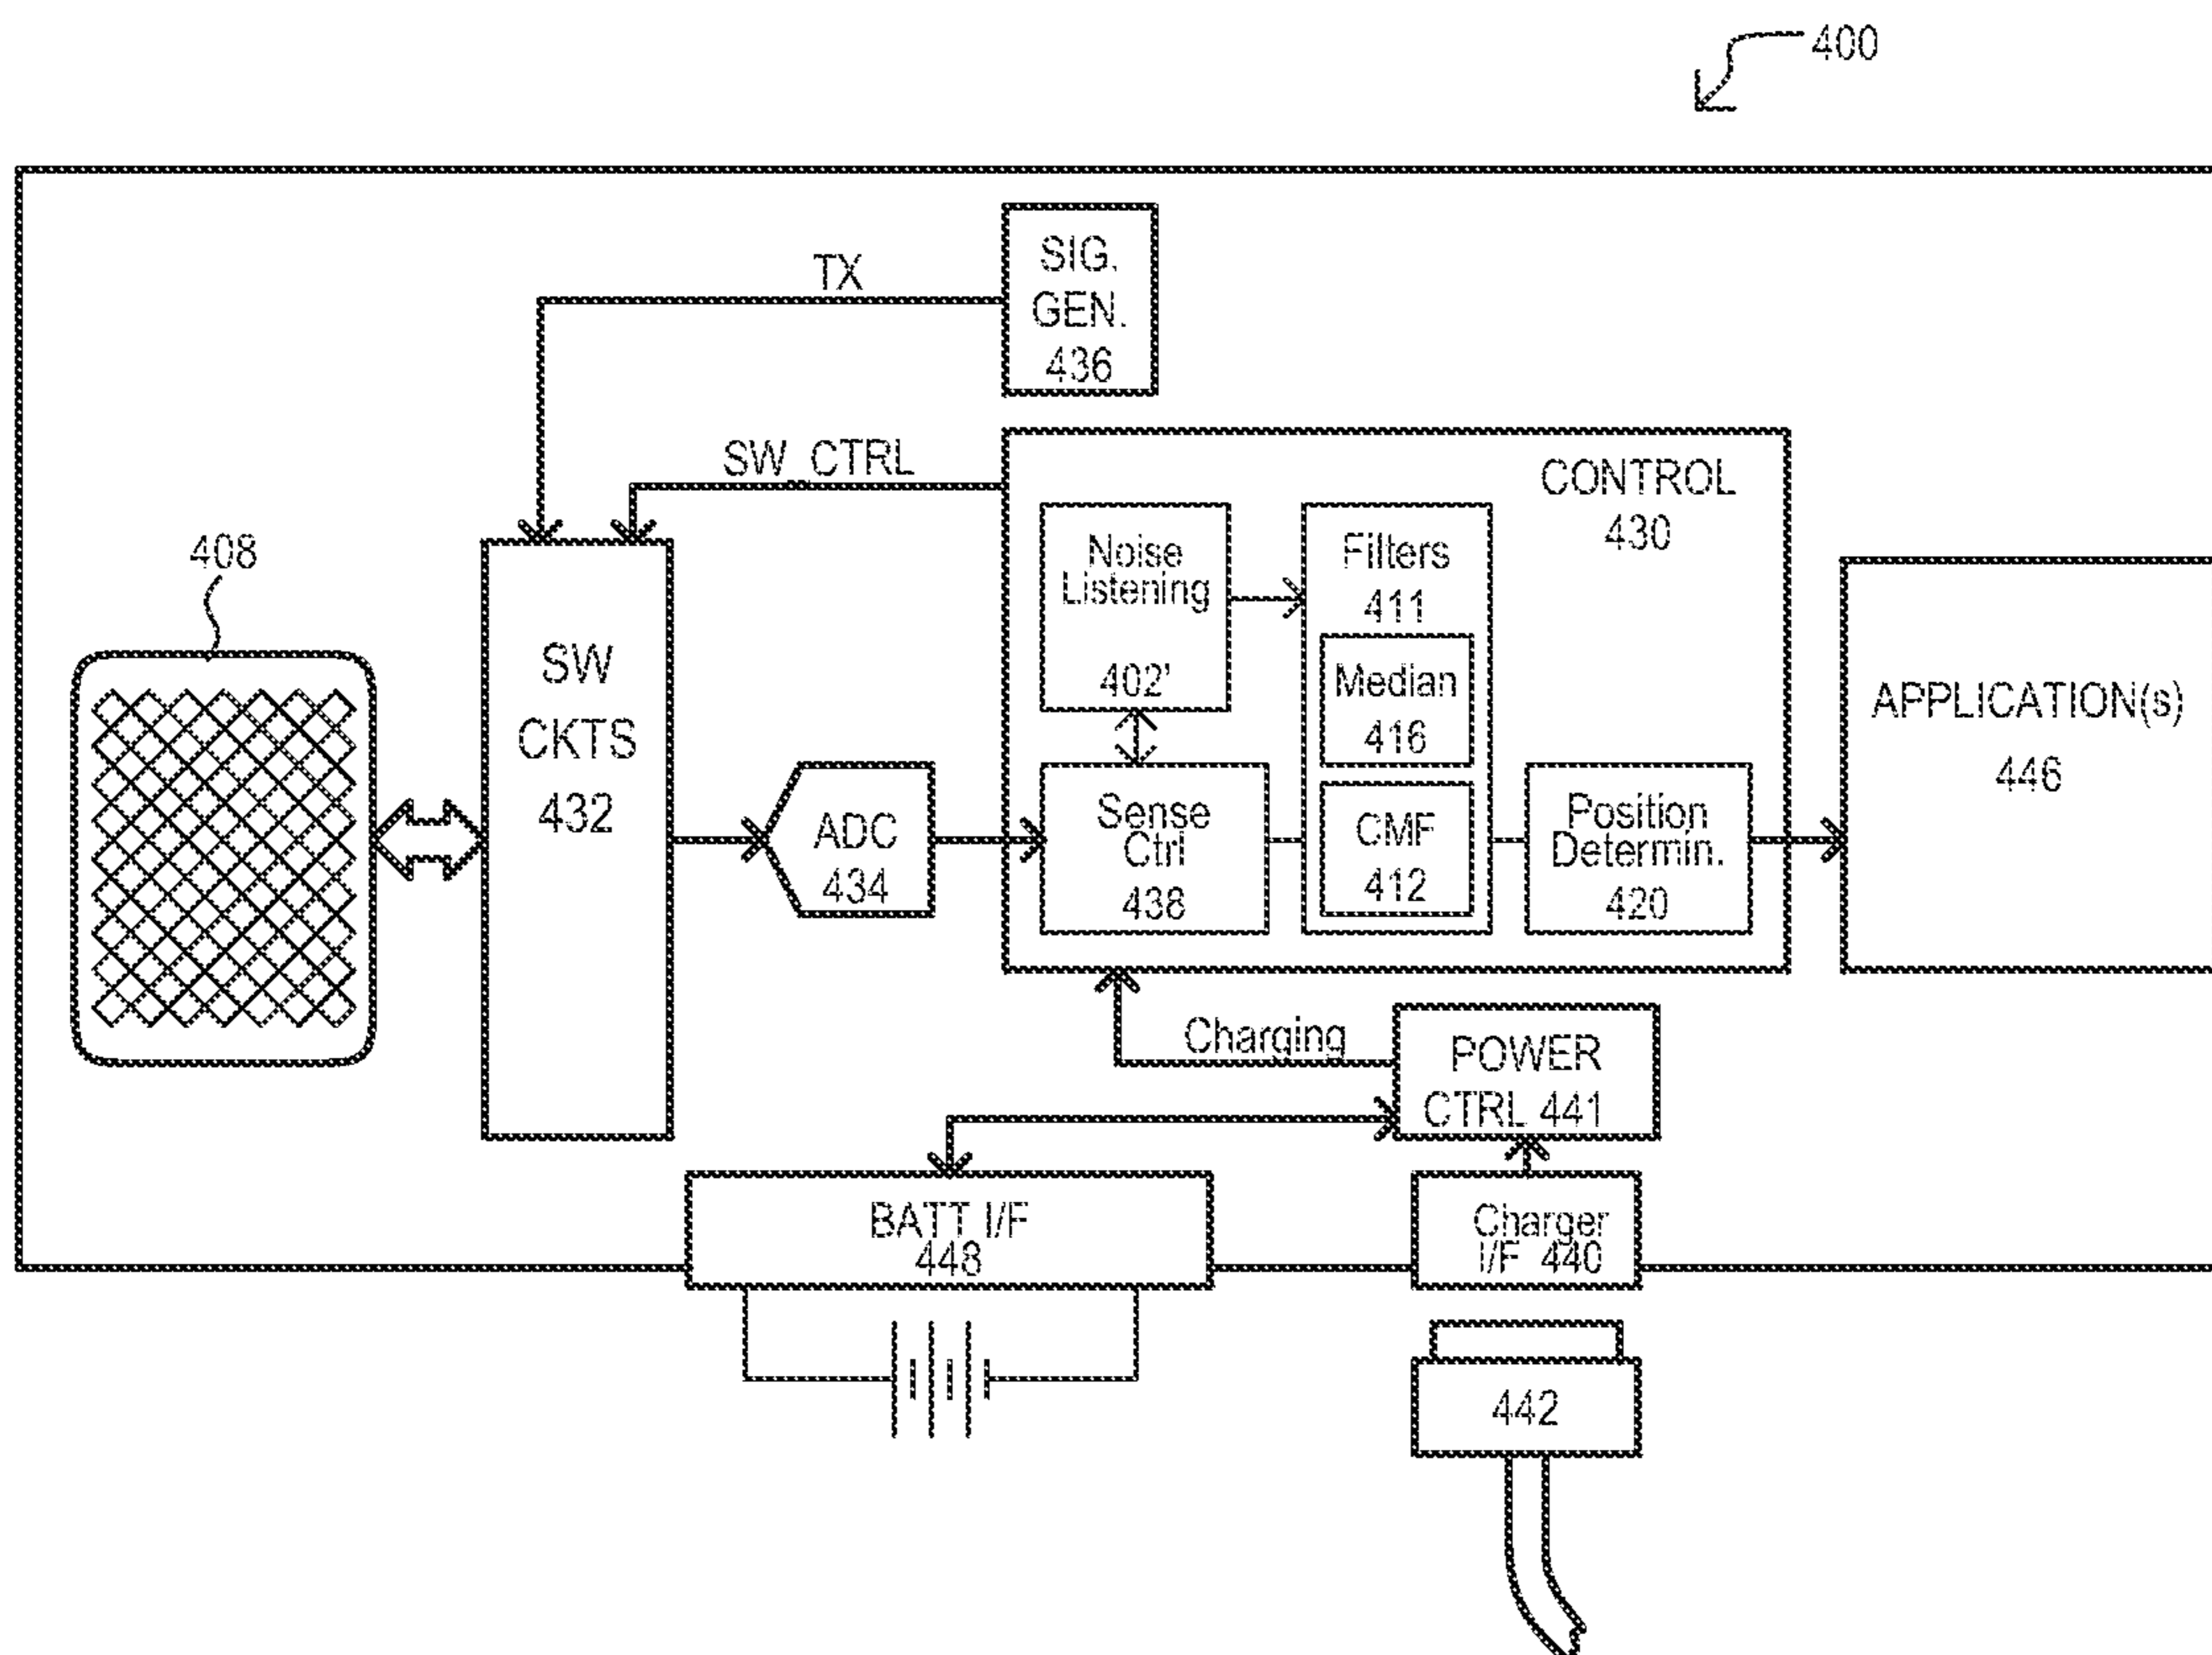 400
SIG.
GEN.
436
TX
SW_CTRL
CONTROL
430
408
Noise
Listening
402'
Filters
411
Median
416
CMF
412
SW
CKTS
432
ADC
434
Sense
Ctrl
438
Position
Determin.
420
APPLICATION(s)
446
Charging
POWER
CTRL 441
BATT I/F
448
Charger
I/F 440
442